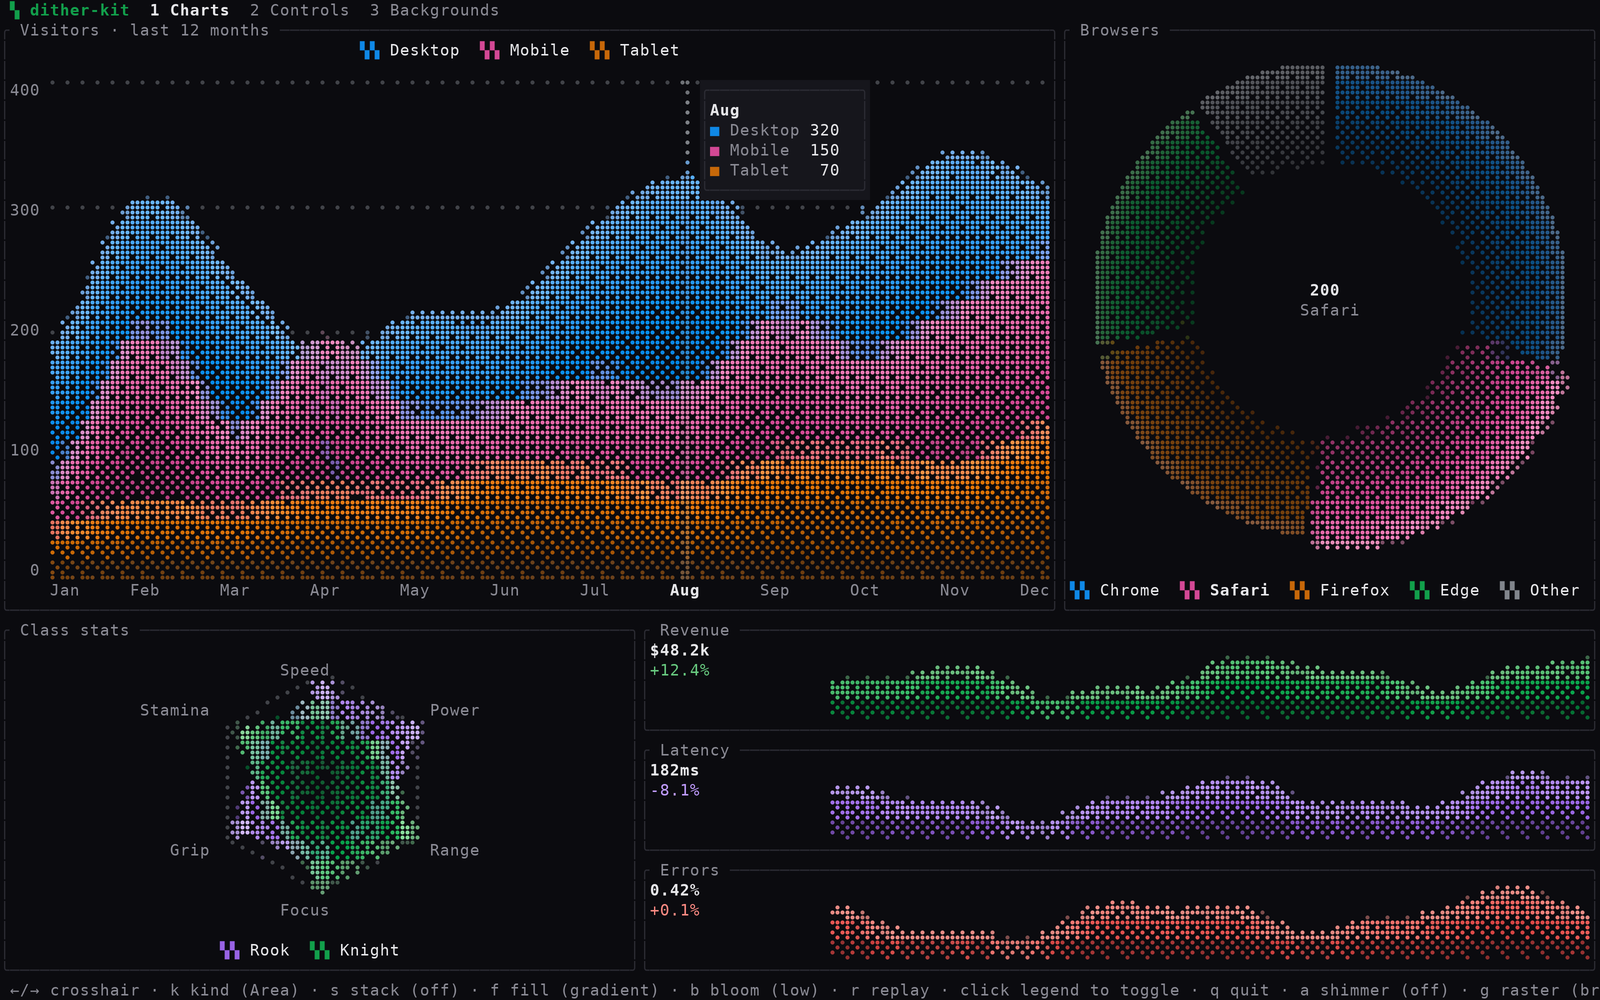 dither-kit 1 Charts 2 Controls 3 Backgrounds
Visitors · last 12 months
Desktop Mobile Tablet
400
300
200
100
0
Aug
Desktop 320
Mobile 150
Tablet 70
Jan Feb Mar Apr May Jun Jul Aug Sep Oct Nov Dec
Browsers
200
Safari
Chrome Safari Firefox Edge Other
Class stats
Speed
Stamina Power
Grip Range
Focus
Rook Knight
Revenue
$48.2k
+12.4%
Latency
182ms
-8.1%
Errors
0.42%
+0.1%
←/→ crosshair · k kind (Area) · s stack (off) · f fill (gradient) · b bloom (low) · r replay · click legend to toggle · q quit · a shimmer (off) · g raster (br